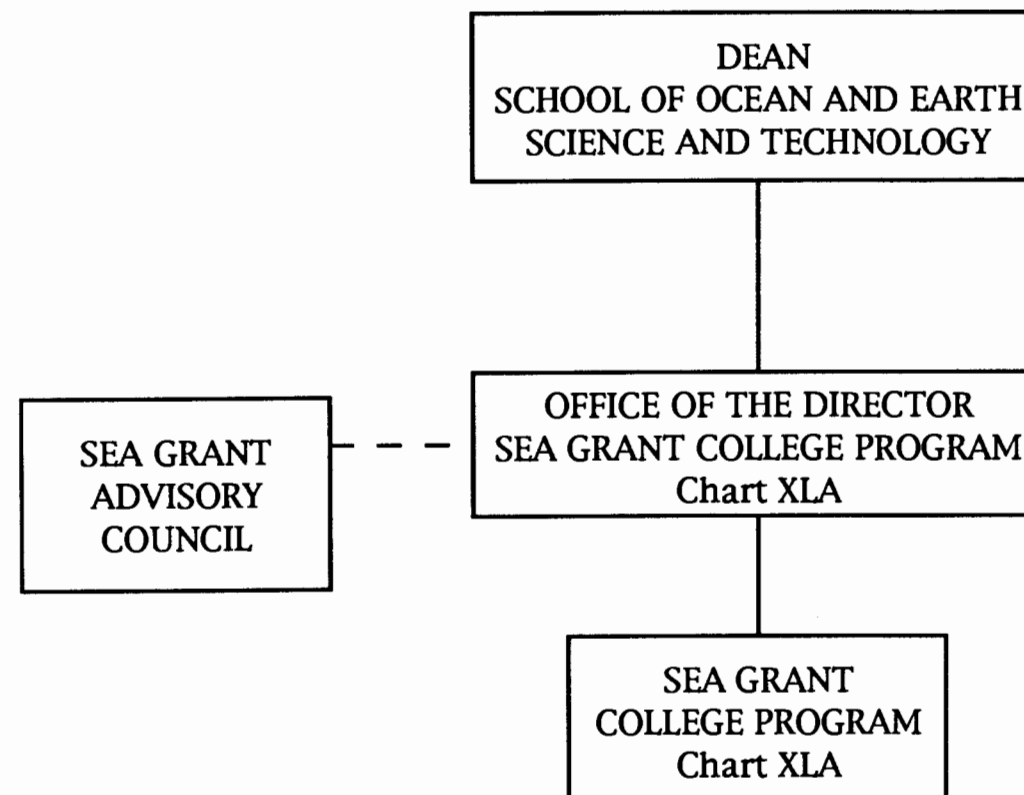 DEAN
SCHOOL OF OCEAN AND EARTH
SCIENCE AND TECHNOLOGY
OFFICE OF THE DIRECTOR
SEA GRANT COLLEGE PROGRAM
Chart XLA
SEA GRANT
ADVISORY
COUNCIL
SEA GRANT
COLLEGE PROGRAM
Chart XLA